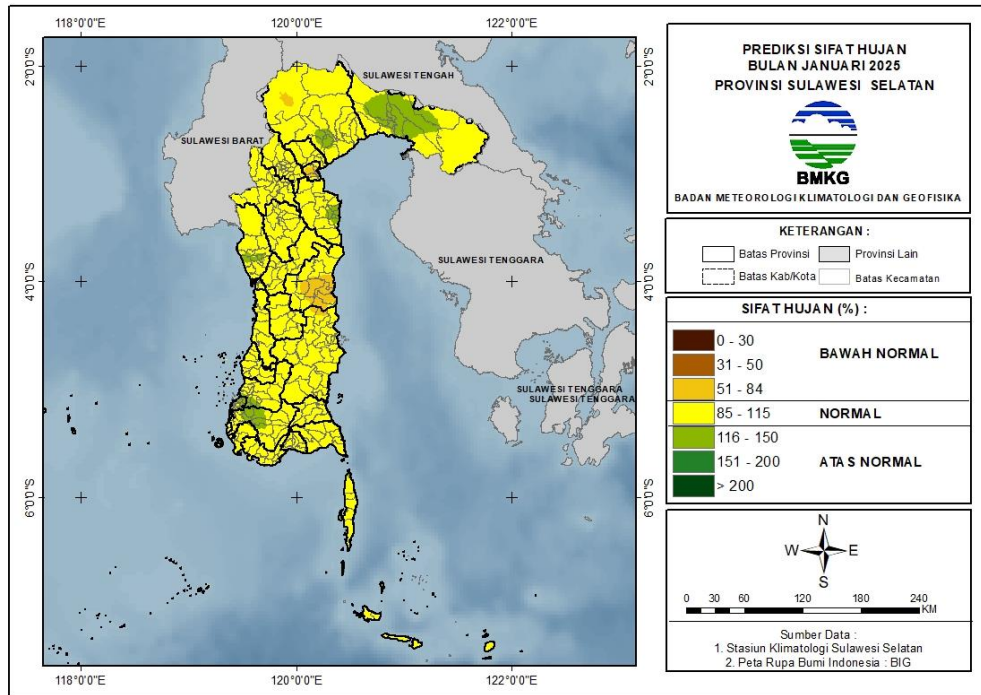 118°0'0"E
120°0'0"E
122°0'0"E
2°0'0"S
4°0'0"S
6°0'0"S
SULAWESI TENGAH
SULAWESI BARAT
SULAWESI TENGGARA
SULAWESI TENGGARA
SULAWESI TENGGARA
2°0'0"S
4°0'0"S
6°0'0"S
118°0'0"E
120°0'0"E
122°0'0"E
PREDIKSI SIFAT HUJAN
BULAN JANUARI 2025
PROVINSI SULAWESI SELATAN
BMKG
BADAN METEOROLOGI KLIMATOLOGI DAN GEOFISIKA
KETERANGAN :
Batas Provinsi
Provinsi Lain
Batas Kab/Kota
Batas Kecamatan
SIFAT HUJAN (%) :
0 - 30
31 - 50
51 - 84
BAWAH NORMAL
85 - 115
NORMAL
116 - 150
151 - 200
> 200
ATAS NORMAL
N
W
E
S
0 30 60 120 180 240
KM
Sumber Data :
1. Stasiun Klimatologi Sulawesi Selatan
2. Peta Rupa Bumi Indonesia : BIG